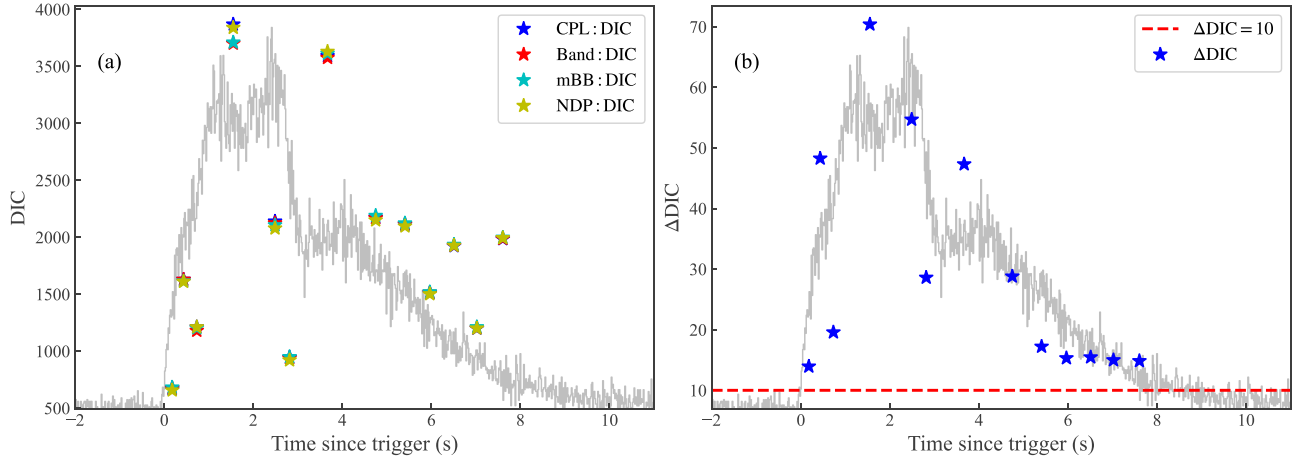 (a)
CPL : DIC
Band : DIC
mBB : DIC
NDP : DIC
DIC
4000
3500
3000
2500
2000
1500
1000
500
−2 0 2 4 6 8 10
Time since trigger (s)
(b)
ΔDIC = 10
ΔDIC
ΔDIC
70
60
50
40
30
20
10
−2 0 2 4 6 8 10
Time since trigger (s)